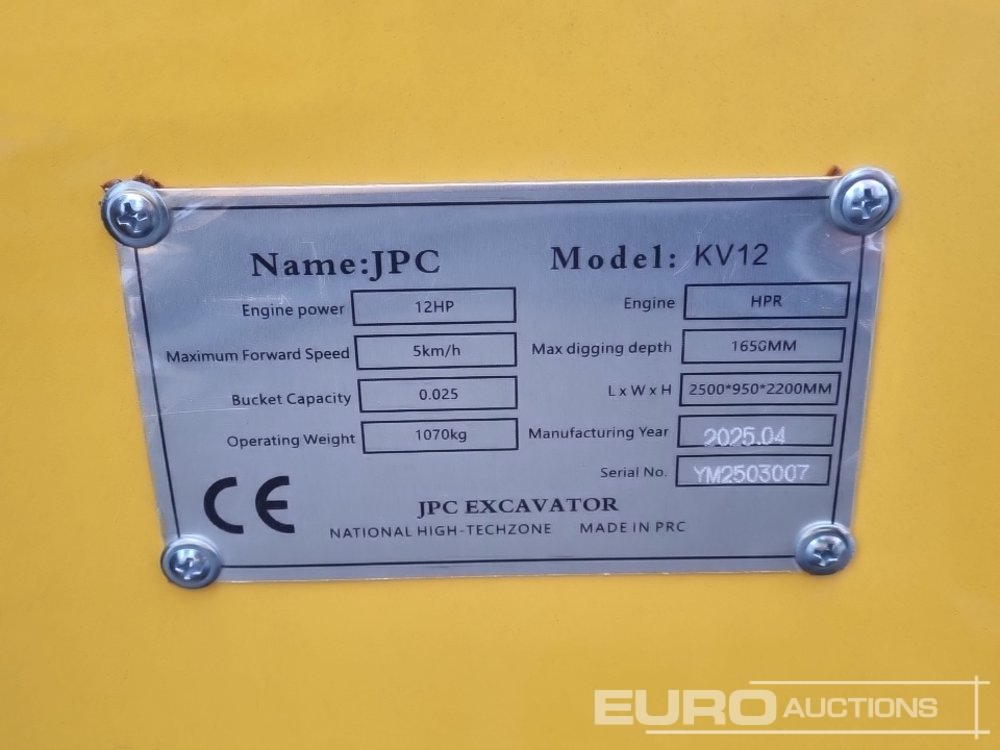 Name:JPC Model: KV12
Engine power 12HP Engine HPR
Maximum Forward Speed 5km/h Max digging depth 1650MM
Bucket Capacity 0.025 L x W x H 2500*950*2200MM
Operating Weight 1070kg Manufacturing Year 2025.04
Serial No. YM2503007
CE
JPC EXCAVATOR
NATIONAL HIGH-TECHZONE MADE IN PRC
EURO AUCTIONS